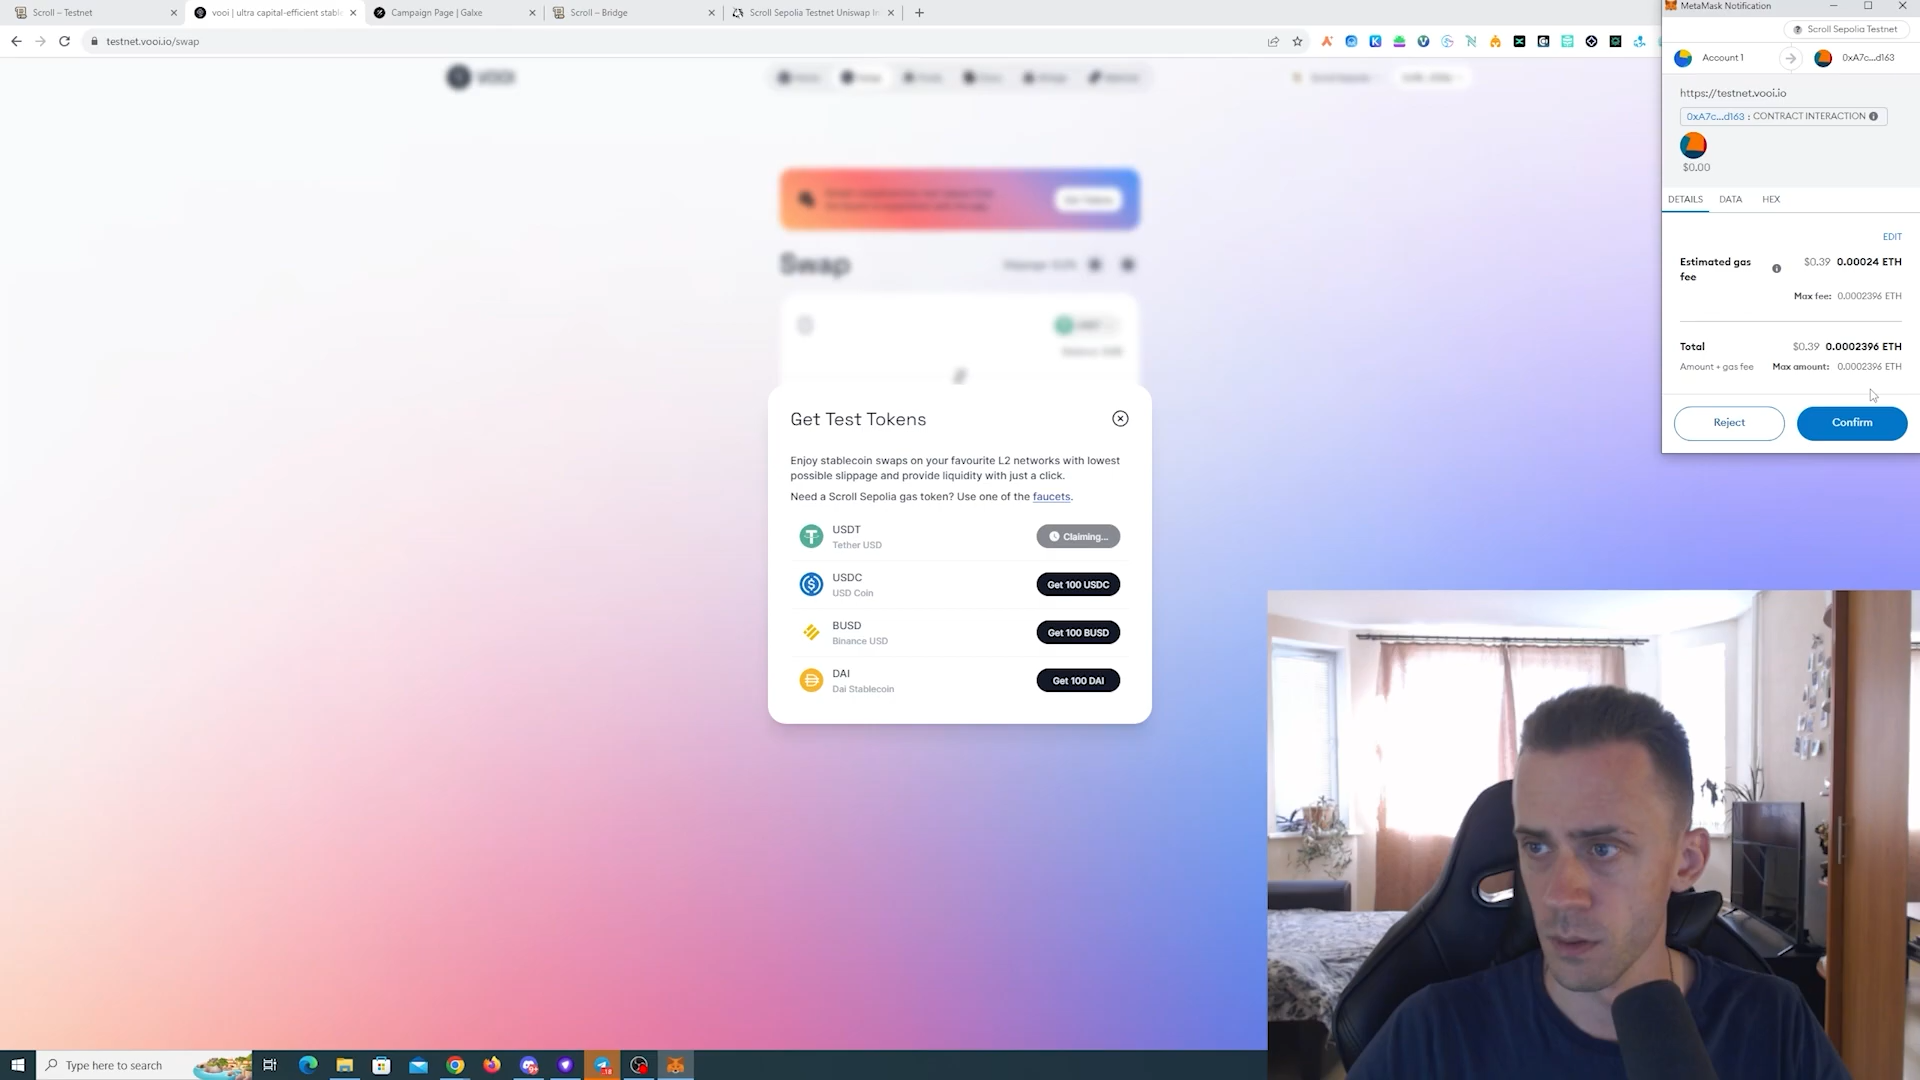 Scroll – Testnet
vooi | ultra capital-efficient stable
Campaign Page | Galxe
Scroll – Bridge
Scroll Sepolia Testnet Uniswap In
testnet.vooi.io/swap
VOOI
Swap
Get Test Tokens
Enjoy stablecoin swaps on your favourite L2 networks with lowest
possible slippage and provide liquidity with just a click.
Need a Scroll Sepolia gas token? Use one of the faucets.
USDT
Tether USD
Claiming...
USDC
USD Coin
Get 100 USDC
BUSD
Binance USD
Get 100 BUSD
DAI
Dai Stablecoin
Get 100 DAI
MetaMask Notification
Scroll Sepolia Testnet
Account 1
0xA7c...d163
https://testnet.vooi.io
0xA7c...d163 : CONTRACT INTERACTION
$0.00
DETAILS
DATA
HEX
EDIT
Estimated gas
fee
$0.39 0.00024 ETH
Max fee: 0.0002396 ETH
Total
$0.39 0.0002396 ETH
Amount + gas fee
Max amount: 0.0002396 ETH
Reject
Confirm
Type here to search